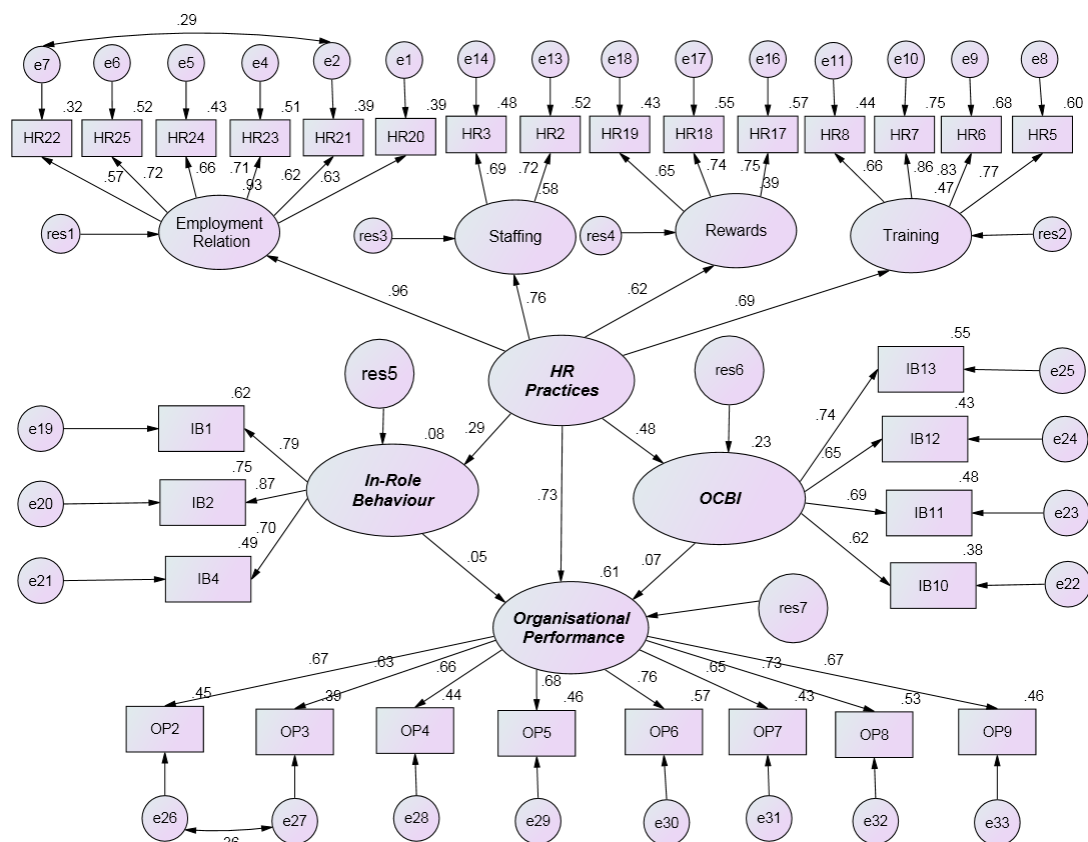 .29
e7 e6 e5 e4 e2 e1 e14 e13 e18 e17 e16 e11 e10 e9 e8
.32 .52 .43 .51 .39 .39 .48 .52 .43 .55 .57 .44 .75 .68 .60
HR22 HR25 HR24 HR23 HR21 HR20 HR3 HR2 HR19 HR18 HR17 HR8 HR7 HR6 HR5
.57 .72 .66 .71 .62 .63 .69 .72 .65 .74 .75 .66 .86 .83 .77
.93 .58 .39 .47
res1 Employment res3 Staffing res4 Rewards Training res2
Relation
.96 .76 .62 .69
HR
Practices
res5 res6
.55
IB13 e25
.62 .08 .29 .48 .23 .74 .43
e19 IB1 .79 IB12 e24
.65
.75 .87 In-Role OCBI .69 .48
e20 IB2 Behaviour .73 IB11 e23
.70 .62
.49 .38
e21 IB4 .05 .07 IB10 e22
.61
Organisational res7
Performance
.67 .63 .66 .68 .76 .65 .73 .67
.45 .39 .44 .46 .57 .43 .53 .46
OP2 OP3 OP4 OP5 OP6 OP7 OP8 OP9
e26 e27 e28 e29 e30 e31 e32 e33